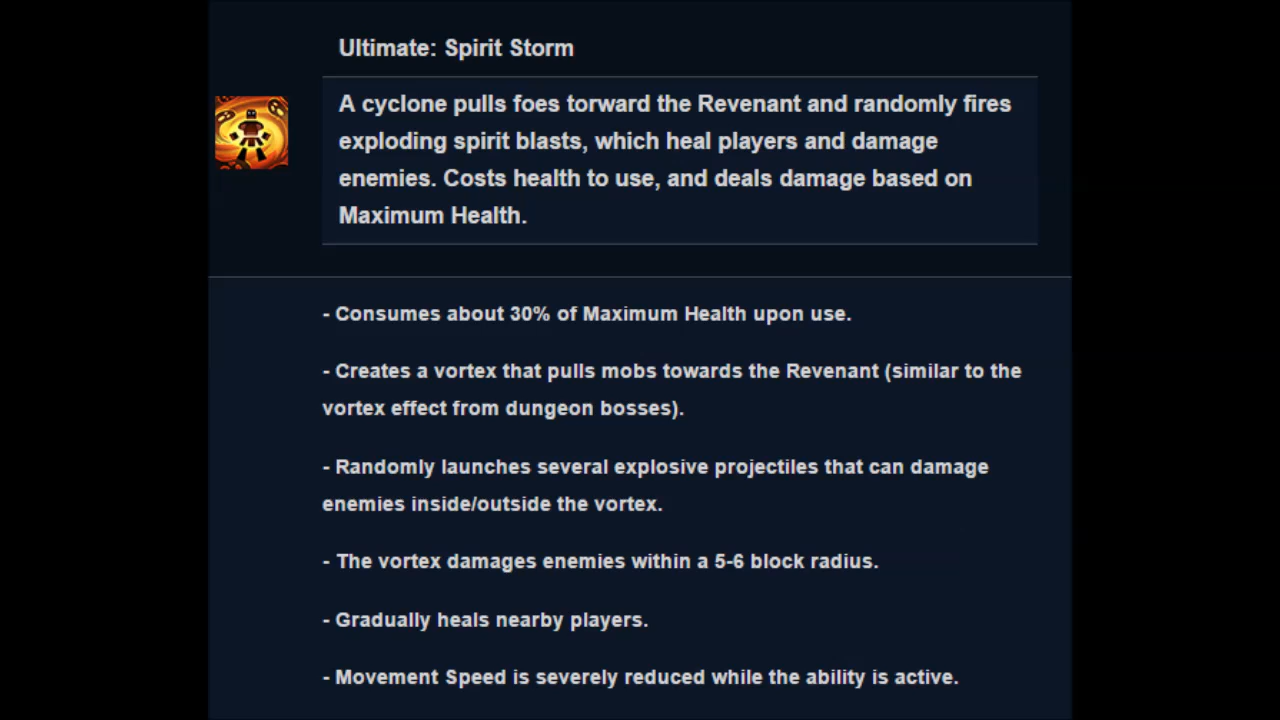 Ultimate: Spirit Storm
A cyclone pulls foes torward the Revenant and randomly fires
exploding spirit blasts, which heal players and damage
enemies. Costs health to use, and deals damage based on
Maximum Health.
- Consumes about 30% of Maximum Health upon use.
- Creates a vortex that pulls mobs towards the Revenant (similar to the
vortex effect from dungeon bosses).
- Randomly launches several explosive projectiles that can damage
enemies inside/outside the vortex.
- The vortex damages enemies within a 5-6 block radius.
- Gradually heals nearby players.
- Movement Speed is severely reduced while the ability is active.